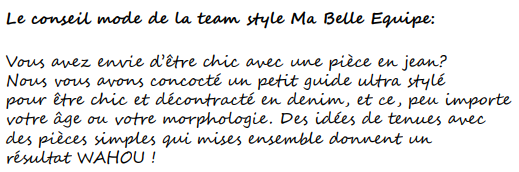 Le conseil mode de la team style Ma Belle Equipe:
Vous avez envie d'être chic avec une pièce en jean?
Nous vous avons concocté un petit guide ultra stylé
pour être chic et décontracté en denim, et ce, peu importe
votre âge ou votre morphologie. Des idées de tenues avec
des pièces simples qui mises ensemble donnent un
résultat WAHOU !